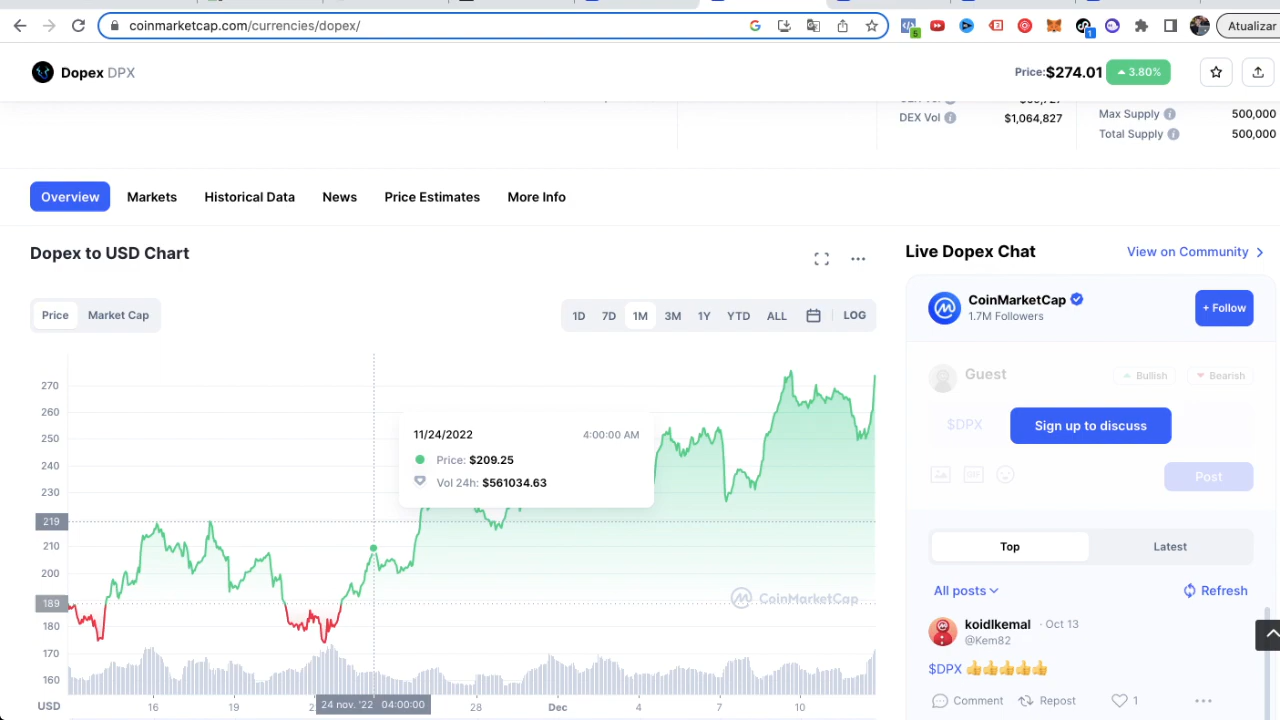 coinmarketcap.com/currencies/dopex/
5
1
Atualizar
Dopex DPX
Price:$274.01
3.80%
DEX Vol
$1,064,827
Max Supply
500,000
Total Supply
500,000
Overview
Markets
Historical Data
News
Price Estimates
More Info
Dopex to USD Chart
Price
Market Cap
1D
7D
1M
3M
1Y
YTD
ALL
LOG
270
260
250
240
230
219
210
200
189
180
170
160
USD
11/24/2022
4:00:00 AM
Price: $209.25
Vol 24h: $561034.63
CoinMarketCap
16
19
24 nov. '22 04:00:00
28
Dec
4
7
10
Live Dopex Chat
View on Community
CoinMarketCap
1.7M Followers
+ Follow
Guest
Bullish
Bearish
$DPX
Sign up to discuss
GIF
Post
Top
Latest
All posts
Refresh
koidlkemal · Oct 13
@Kem82
$DPX 👍👍👍👍👍
Comment
Repost
1